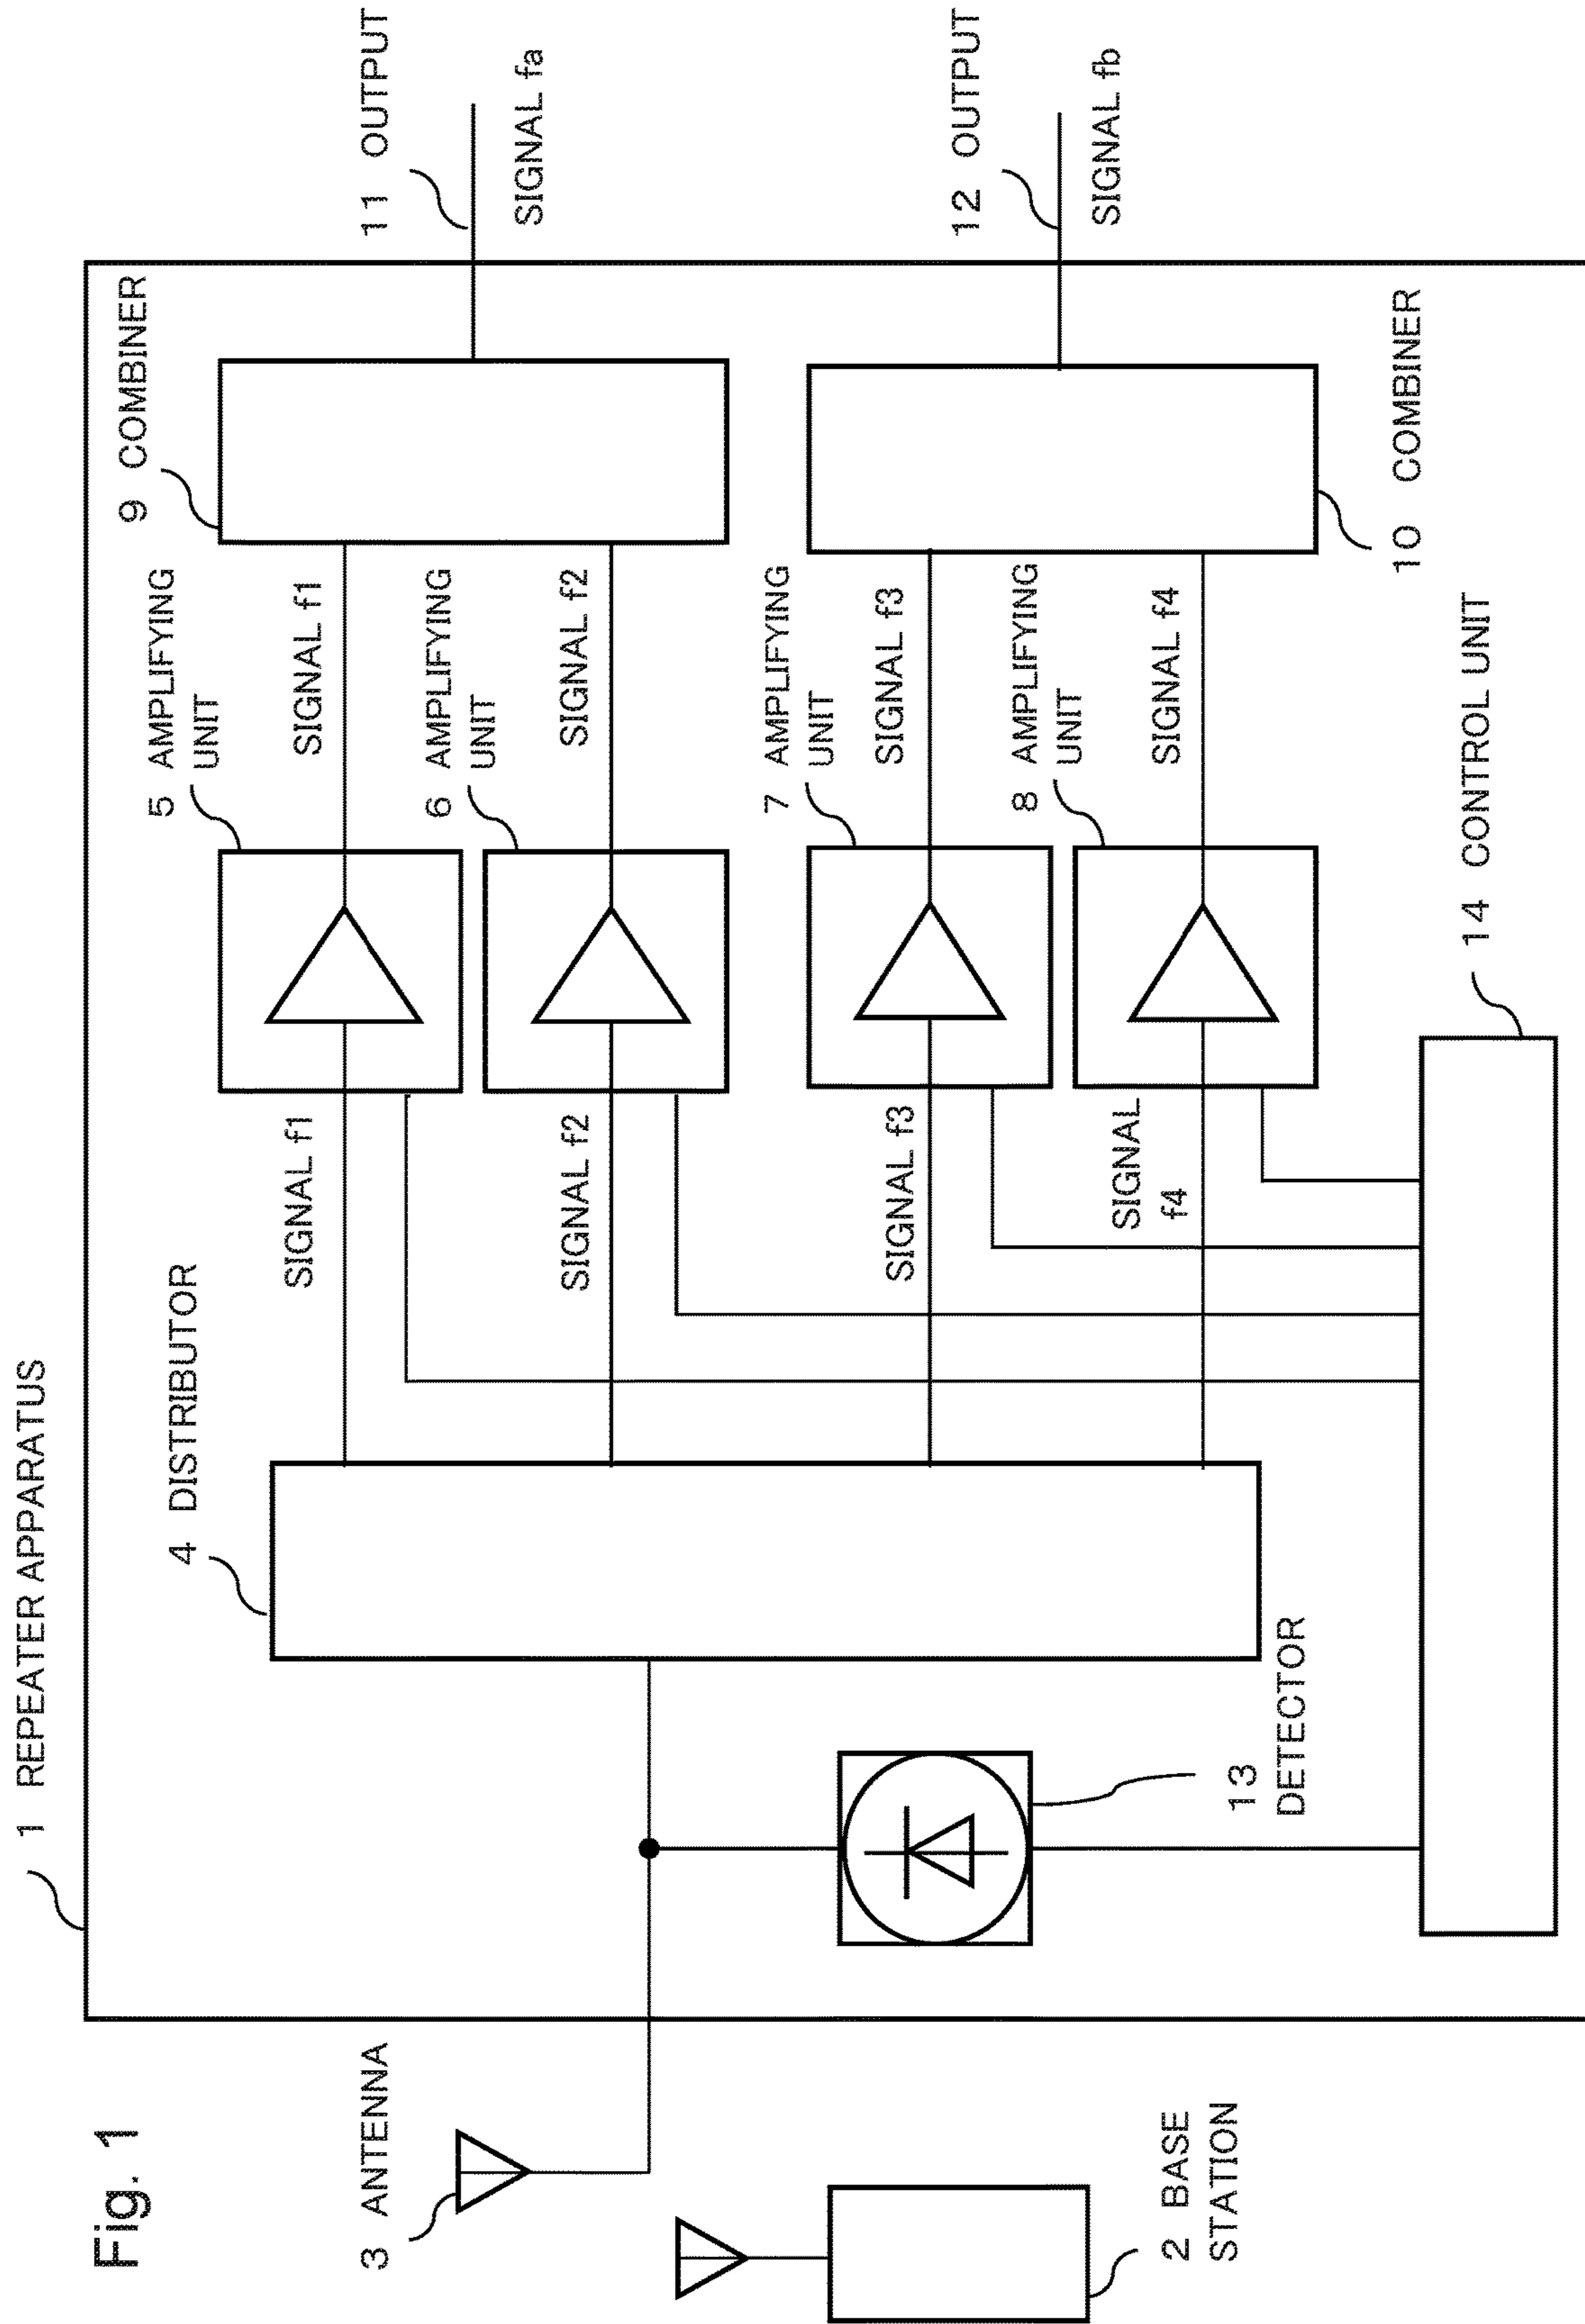 Fig. 1
1 REPEATER APPARATUS
3 ANTENNA
2 BASE
STATION
4 DISTRIBUTOR
13
DETECTOR
SIGNAL f1
SIGNAL f2
SIGNAL f3
SIGNAL
f4
5 AMPLIFYING
UNIT
6 AMPLIFYING
UNIT
7 AMPLIFYING
UNIT
8 AMPLIFYING
UNIT
SIGNAL f1
SIGNAL f2
SIGNAL f3
SIGNAL f4
9 COMBINER
10 COMBINER
11 OUTPUT
SIGNAL fa
12 OUTPUT
SIGNAL fb
14 CONTROL UNIT